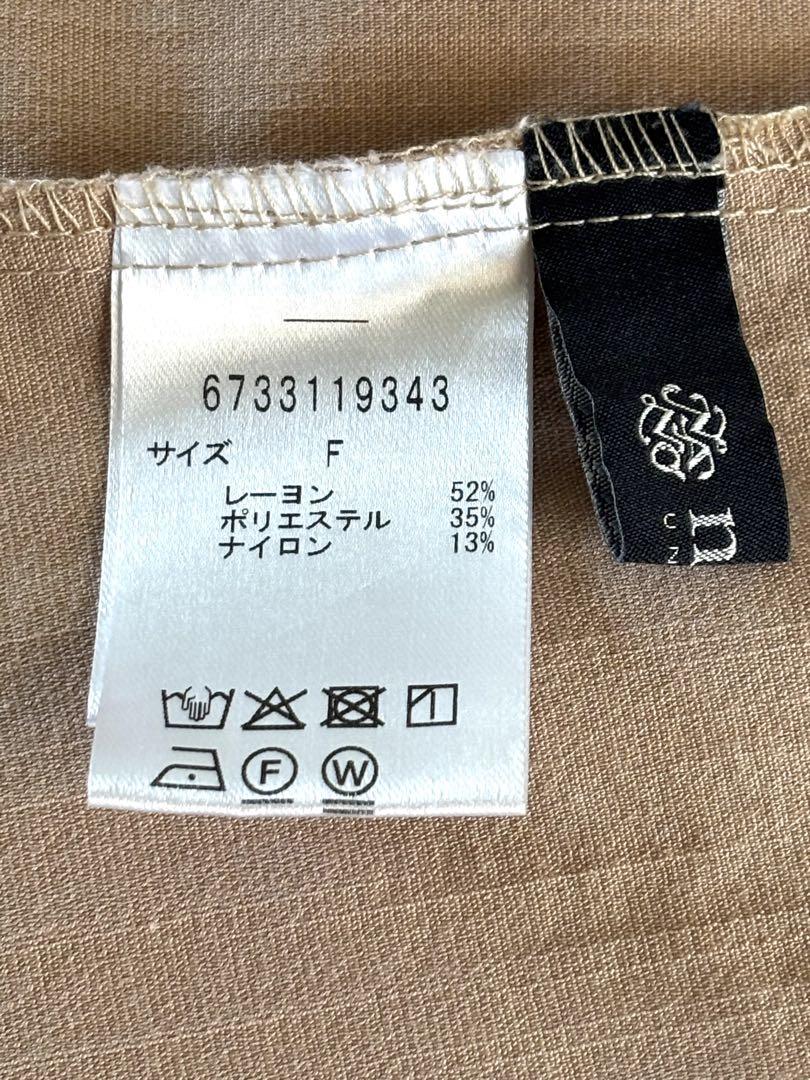 6733119343
サイズ F
レーヨン 52%
ポリエステル 35%
ナイロン 13%
F W
n
C
Z